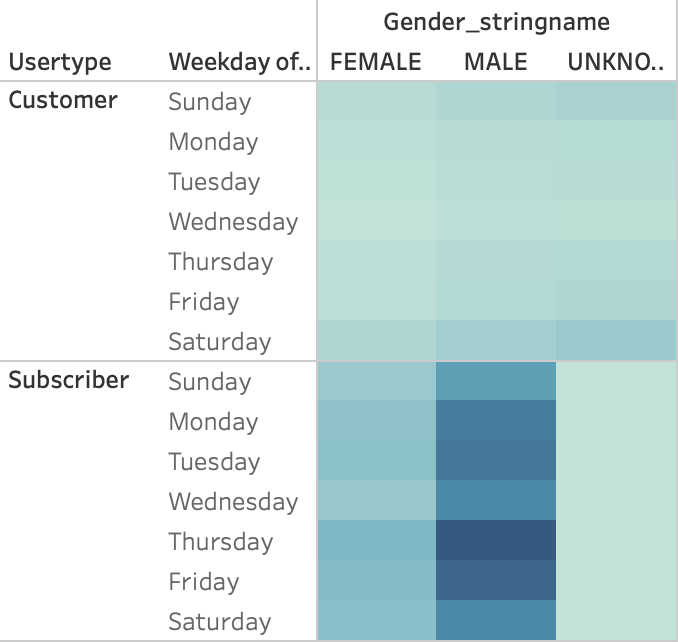 Gender_stringname
Usertype Weekday of.. FEMALE MALE UNKNO..
Customer Sunday
Monday
Tuesday
Wednesday
Thursday
Friday
Saturday
Subscriber Sunday
Monday
Tuesday
Wednesday
Thursday
Friday
Saturday